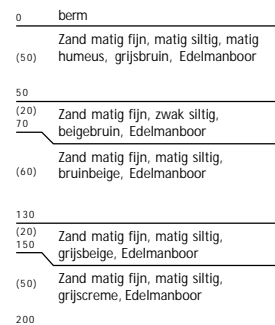 0 berm
Zand matig fijn, matig siltig, matig
(50) humeus, grijsbruin, Edelmanboor
50
(20) Zand matig fijn, zwak siltig,
70 beigebruin, Edelmanboor
Zand matig fijn, matig siltig,
(60) bruinbeige, Edelmanboor
130
(20) Zand matig fijn, matig siltig,
150 grijsbeige, Edelmanboor
(50) Zand matig fijn, matig siltig,
grijscreme, Edelmanboor
200